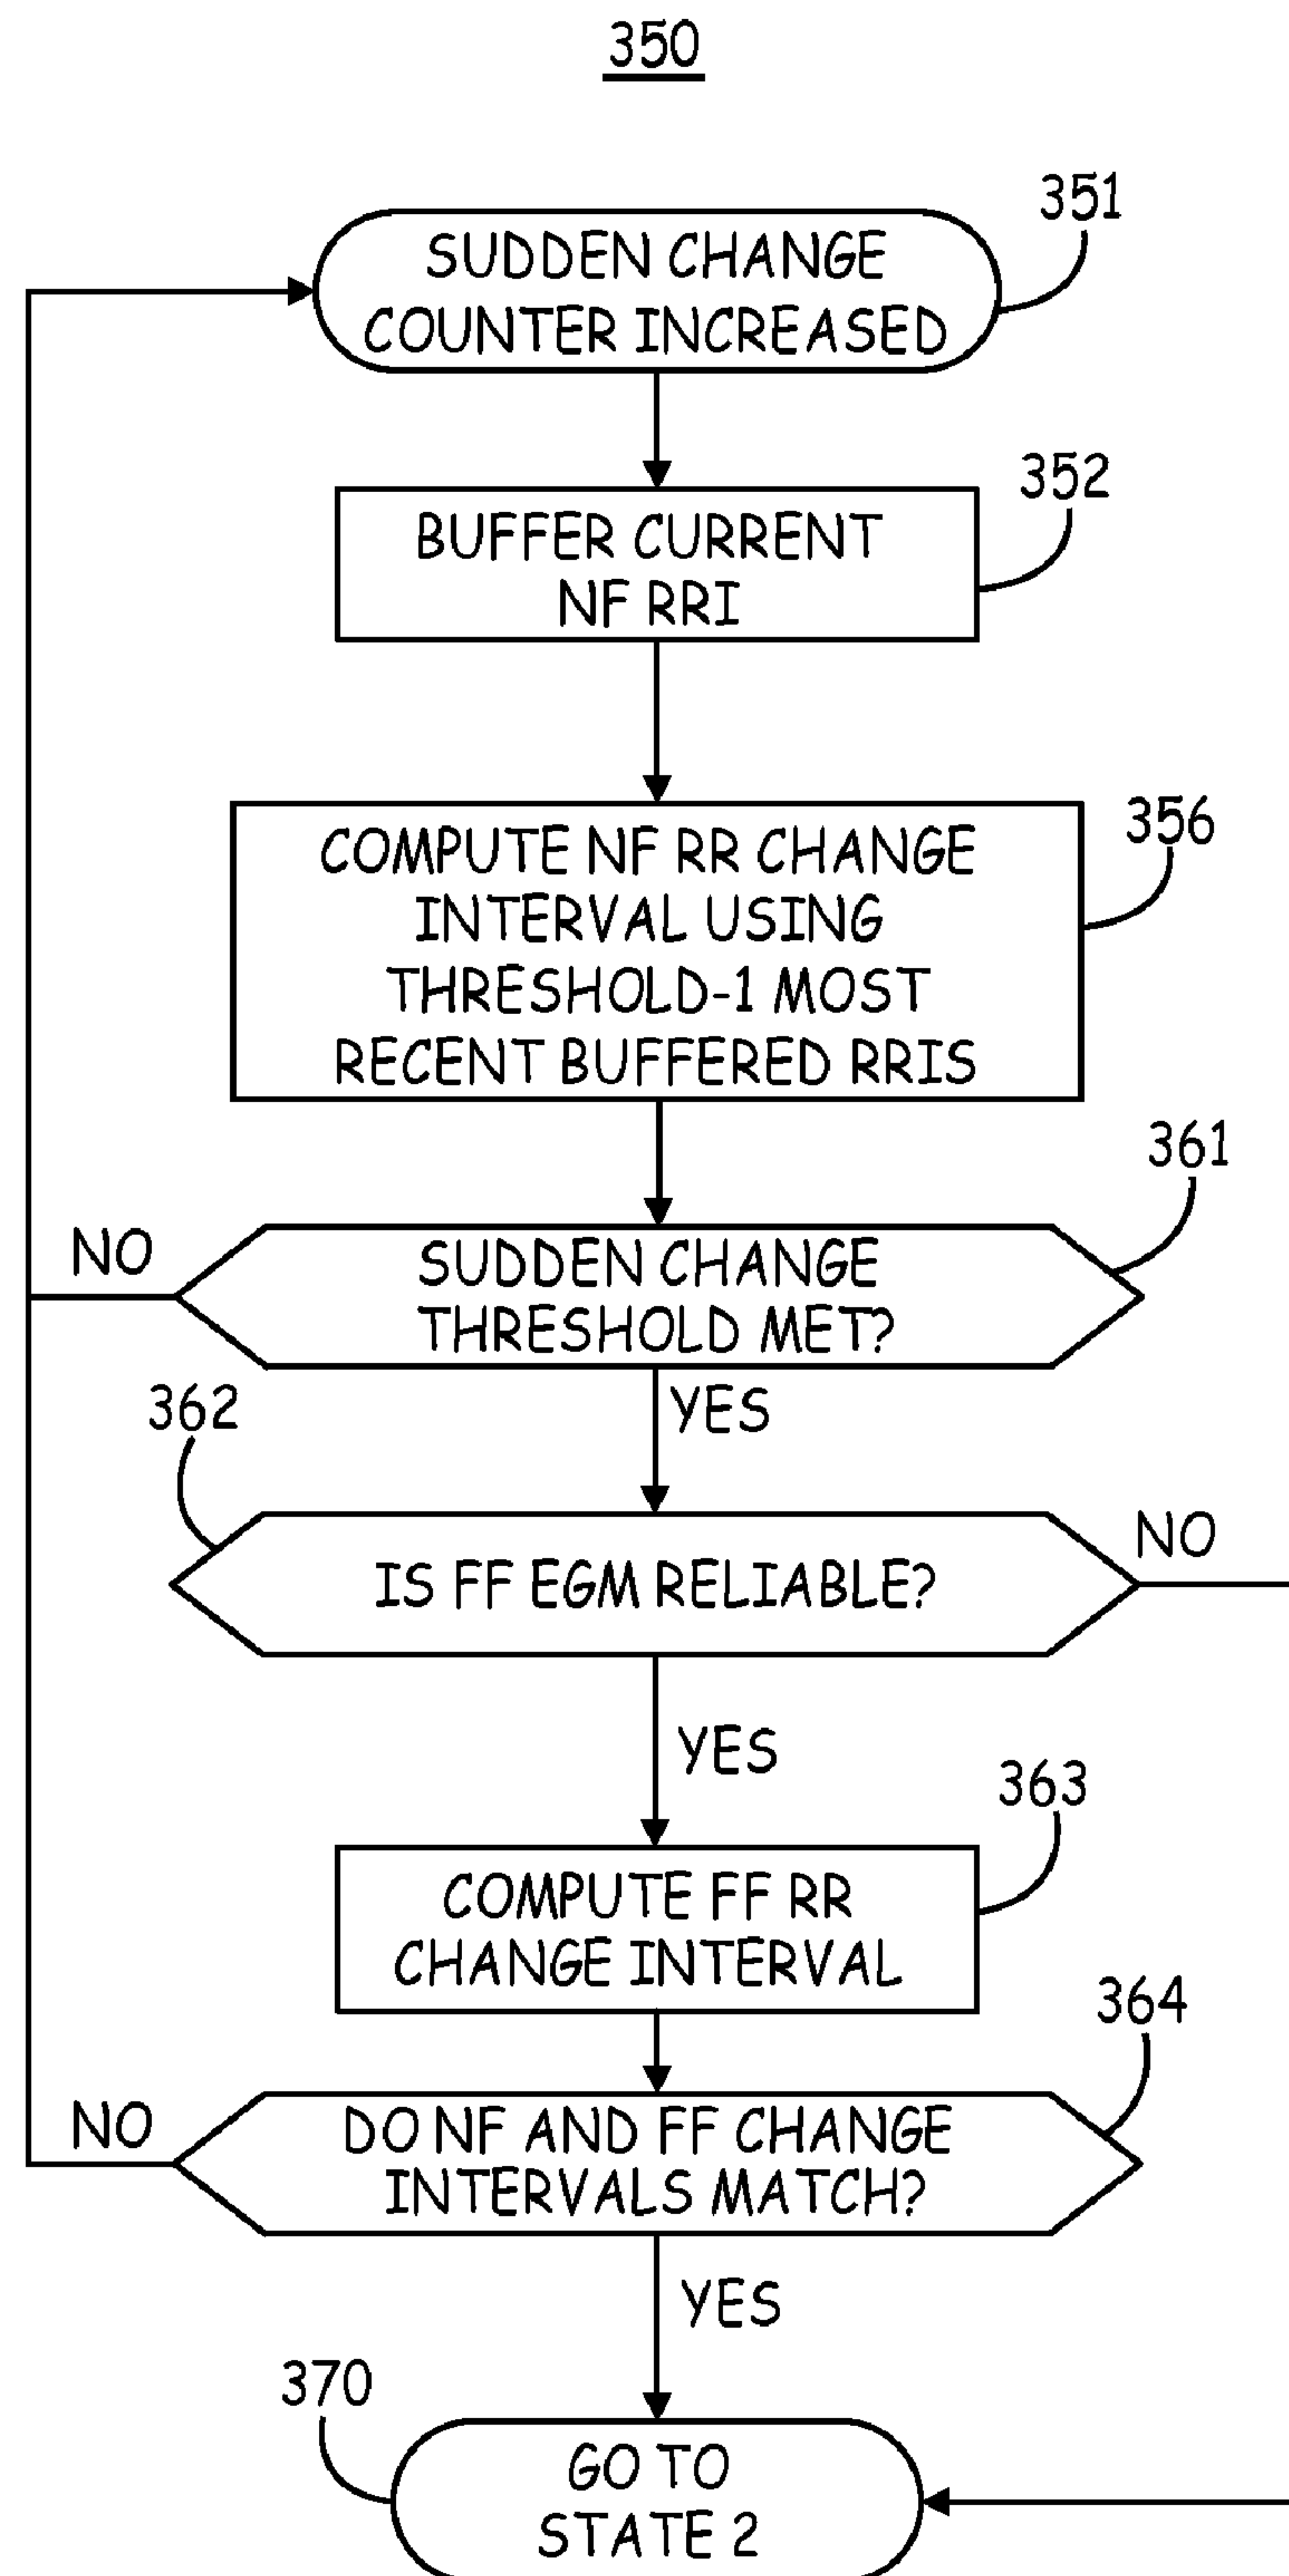 350
351
SUDDEN CHANGE
COUNTER INCREASED
352
BUFFER CURRENT
NF RRI
356
COMPUTE NF RR CHANGE
INTERVAL USING
THRESHOLD-1 MOST
RECENT BUFFERED RRIS
361
NO
SUDDEN CHANGE
THRESHOLD MET?
YES
362
NO
IS FF EGM RELIABLE?
YES
363
COMPUTE FF RR
CHANGE INTERVAL
364
NO
DO NF AND FF CHANGE
INTERVALS MATCH?
YES
370
GO TO
STATE 2